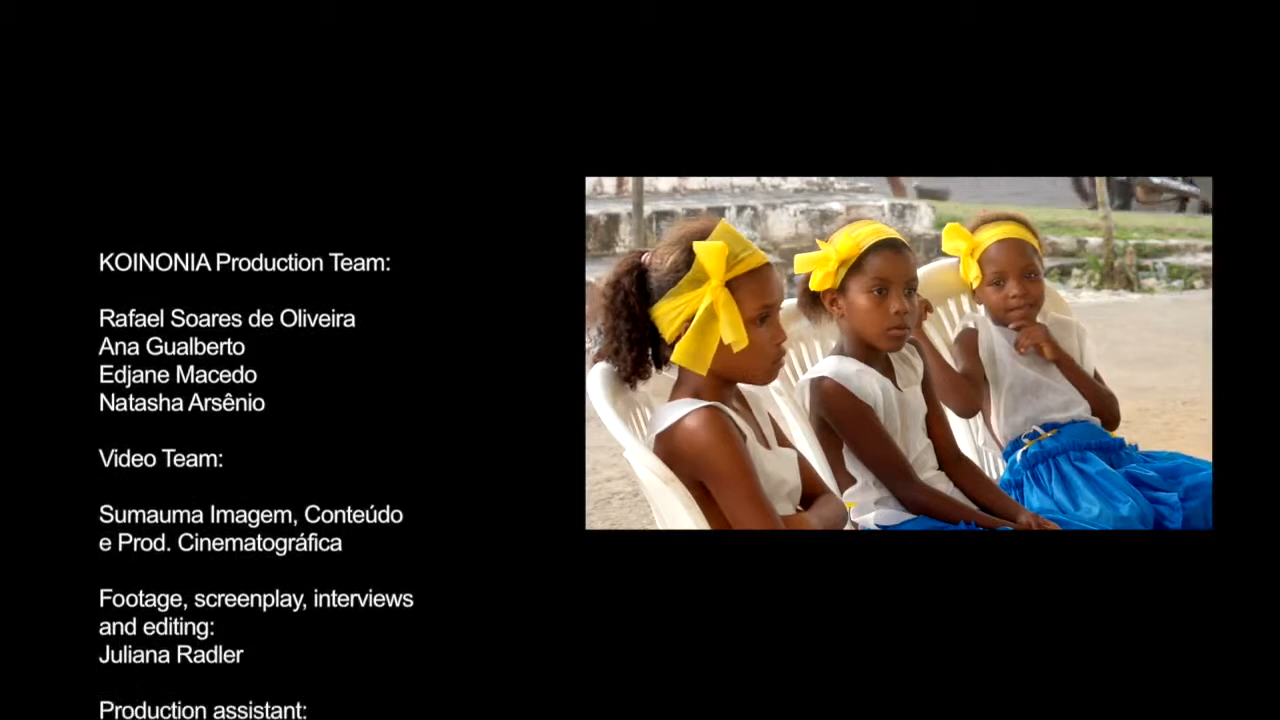 KOINONIA Production Team:
Rafael Soares de Oliveira
Ana Gualberto
Edjane Macedo
Natasha Arsênio
Video Team:
Sumauma Imagem, Conteúdo
e Prod. Cinematográfica
Footage, screenplay, interviews
and editing:
Juliana Radler
Production assistant: